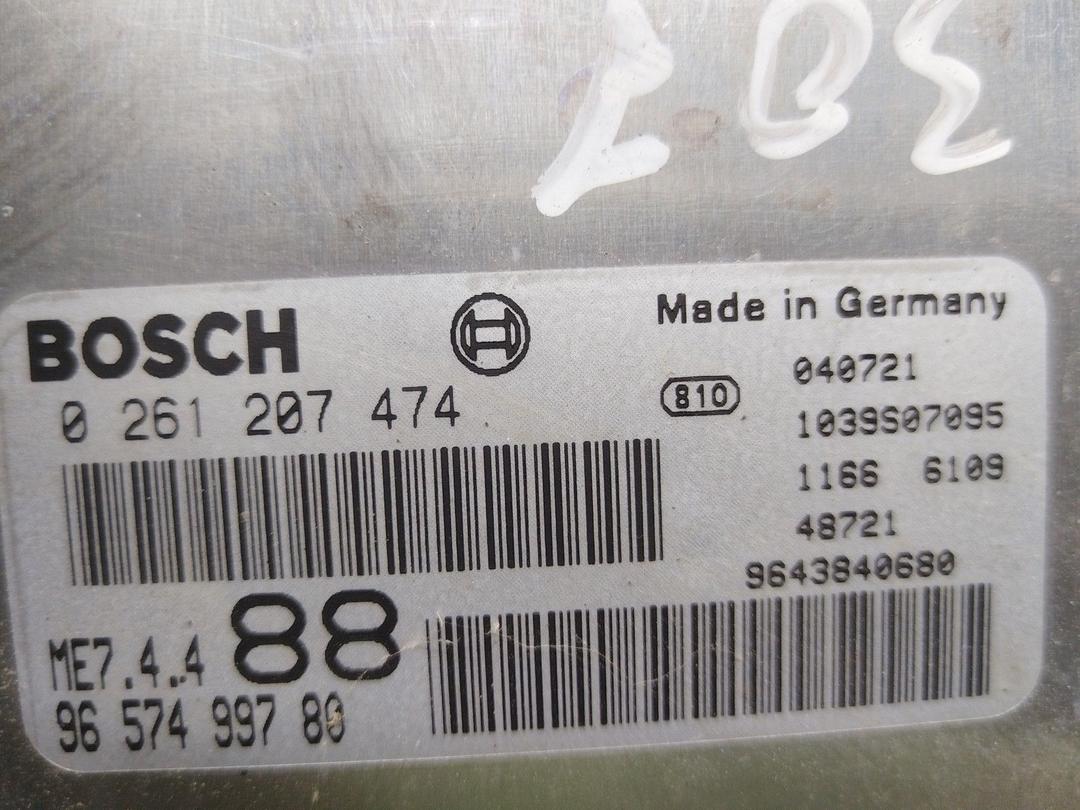 307
BOSCH
Made in Germany
0 261 207 474
810
040721
1039S07095
1166 6109
48721
9643840680
ME7.4.4 88
96 574 997 80